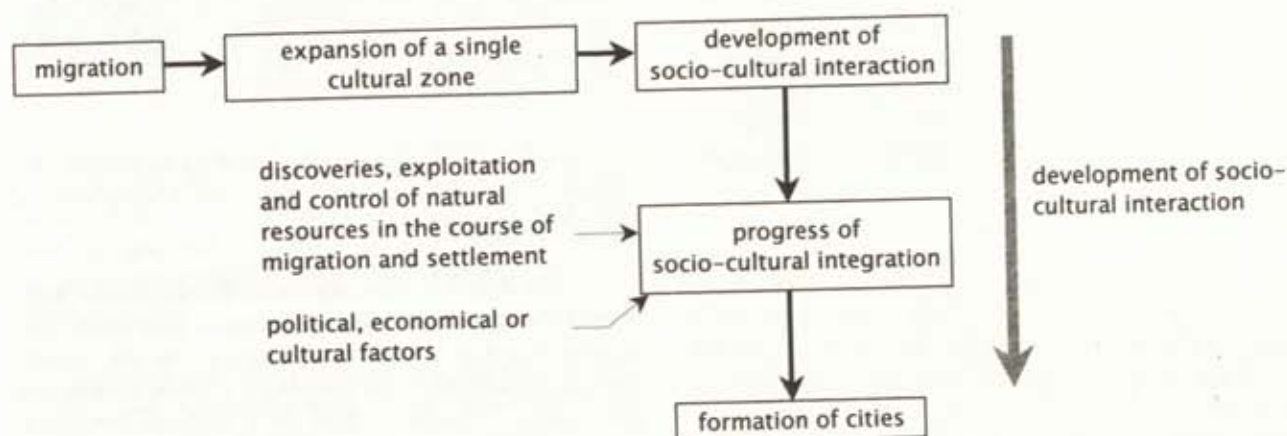 migration
expansion of a single
cultural zone
development of
socio-cultural interaction
discoveries, exploitation
and control of natural
resources in the course of
migration and settlement
progress of
socio-cultural integration
development of socio-
cultural interaction
political, economical or
cultural factors
formation of cities